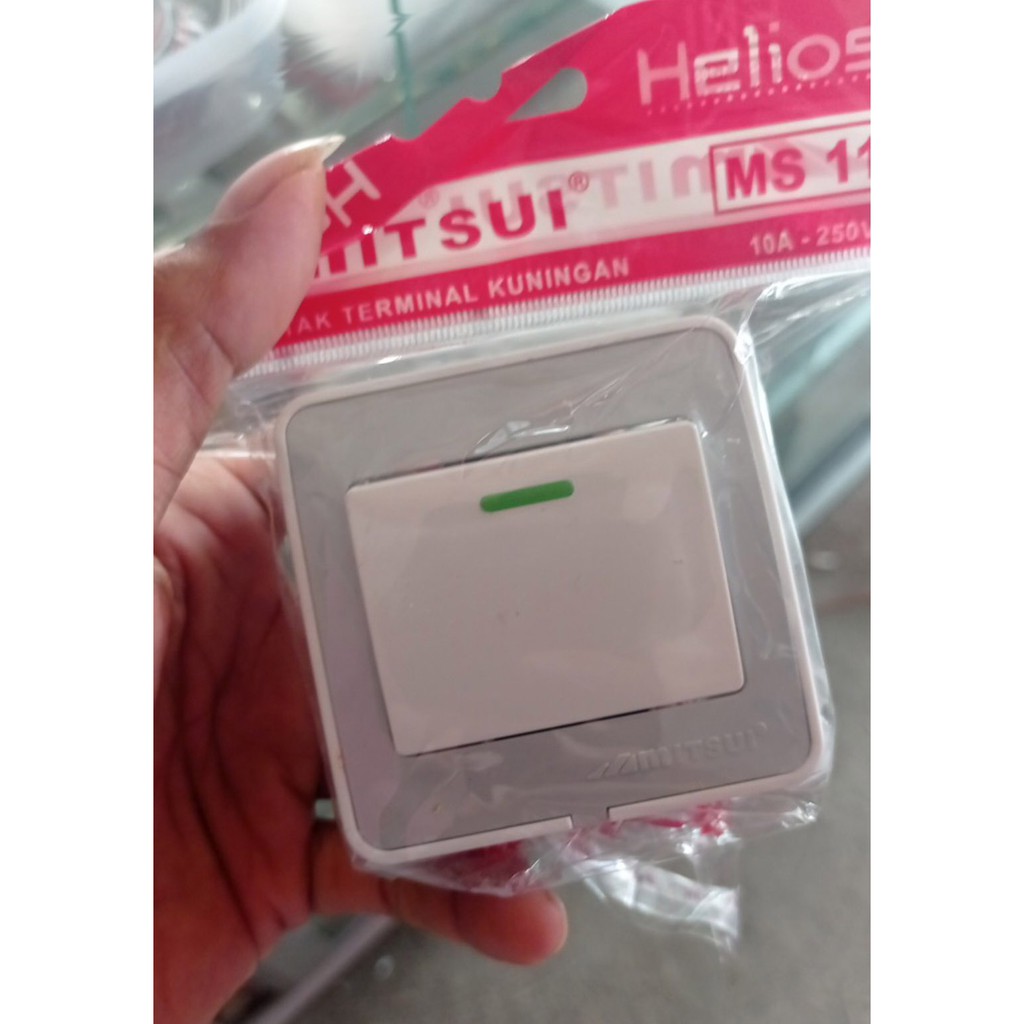 Helios
MITSUI®
MS 11
10A - 250V
TERMINAL KUNINGAN
MITSUI